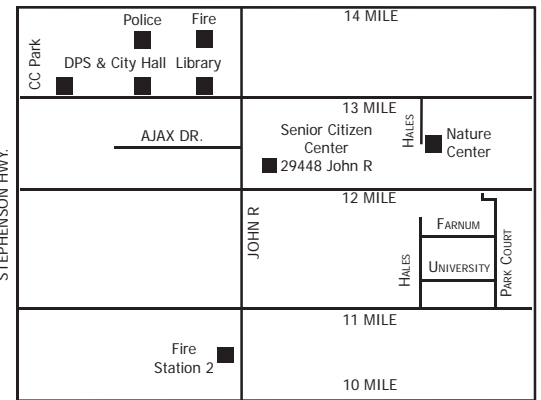 14 MILE
Police
Fire
CC Park
DPS & City Hall
Library
13 MILE
AJAX DR.
Senior Citizen
Center
29448 John R
HALES
Nature
Center
STEPHENSON HWY.
12 MILE
JOHN R
FARNUM
HALES
UNIVERSITY
PARK COURT
11 MILE
Fire
Station 2
10 MILE